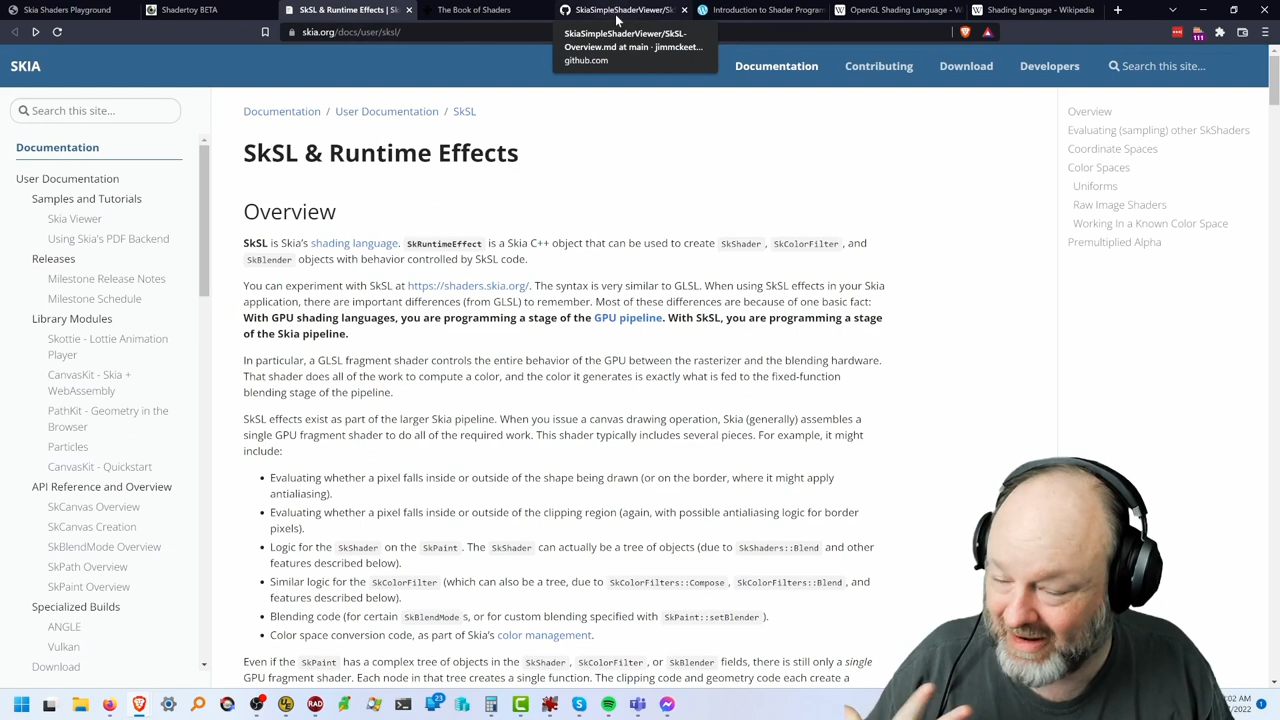 Skia Shaders Playground
Shadertoy BETA
SkSL & Runtime Effects |
The Book of Shaders
SkiaSimpleShaderViewer/Sk
Introduction to Shader Program
OpenGL Shading Language - Wi
Shading language - Wikipedia
skia.org/docs/user/sksl/
111
SkiaSimpleShaderViewer/SkSL-
Overview.md at main · jimmckeet...
github.com
SKIA
Documentation
Contributing
Download
Developers
Search this site...
Search this site...
Documentation
User Documentation
Samples and Tutorials
Skia Viewer
Using Skia's PDF Backend
Releases
Milestone Release Notes
Milestone Schedule
Library Modules
Skottie - Lottie Animation
Player
CanvasKit - Skia +
WebAssembly
PathKit - Geometry in the
Browser
Particles
CanvasKit - Quickstart
API Reference and Overview
SkCanvas Overview
SkCanvas Creation
SkBlendMode Overview
SkPath Overview
SkPaint Overview
Specialized Builds
ANGLE
Vulkan
Download
Documentation / User Documentation / SkSL
SkSL & Runtime Effects
Overview
SkSL is Skia's shading language. SkRuntimeEffect is a Skia C++ object that can be used to create SkShader, SkColorFilter, and
SkBlender objects with behavior controlled by SkSL code.
You can experiment with SkSL at https://shaders.skia.org/. The syntax is very similar to GLSL. When using SkSL effects in your Skia
application, there are important differences (from GLSL) to remember. Most of these differences are because of one basic fact:
With GPU shading languages, you are programming a stage of the GPU pipeline. With SkSL, you are programming a stage
of the Skia pipeline.
In particular, a GLSL fragment shader controls the entire behavior of the GPU between the rasterizer and the blending hardware.
That shader does all of the work to compute a color, and the color it generates is exactly what is fed to the fixed-function
blending stage of the pipeline.
SkSL effects exist as part of the larger Skia pipeline. When you issue a canvas drawing operation, Skia (generally) assembles a
single GPU fragment shader to do all of the required work. This shader typically includes several pieces. For example, it might
include:
• Evaluating whether a pixel falls inside or outside of the shape being drawn (or on the border, where it might apply
antialiasing).
• Evaluating whether a pixel falls inside or outside of the clipping region (again, with possible antialiasing logic for border
pixels).
• Logic for the SkShader on the SkPaint. The SkShader can actually be a tree of objects (due to SkShaders::Blend and other
features described below).
• Similar logic for the SkColorFilter (which can also be a tree, due to SkColorFilters::Compose, SkColorFilters::Blend, and
features described below).
• Blending code (for certain SkBlendMode s, or for custom blending specified with SkPaint::setBlender ).
• Color space conversion code, as part of Skia's color management.
Even if the SkPaint has a complex tree of objects in the SkShader, SkColorFilter, or SkBlender fields, there is still only a single
GPU fragment shader. Each node in that tree creates a single function. The clipping code and geometry code each create a
Overview
Evaluating (sampling) other SkShaders
Coordinate Spaces
Color Spaces
Uniforms
Raw Image Shaders
Working In a Known Color Space
Premultiplied Alpha
RAD
23
:02 AM
/2022